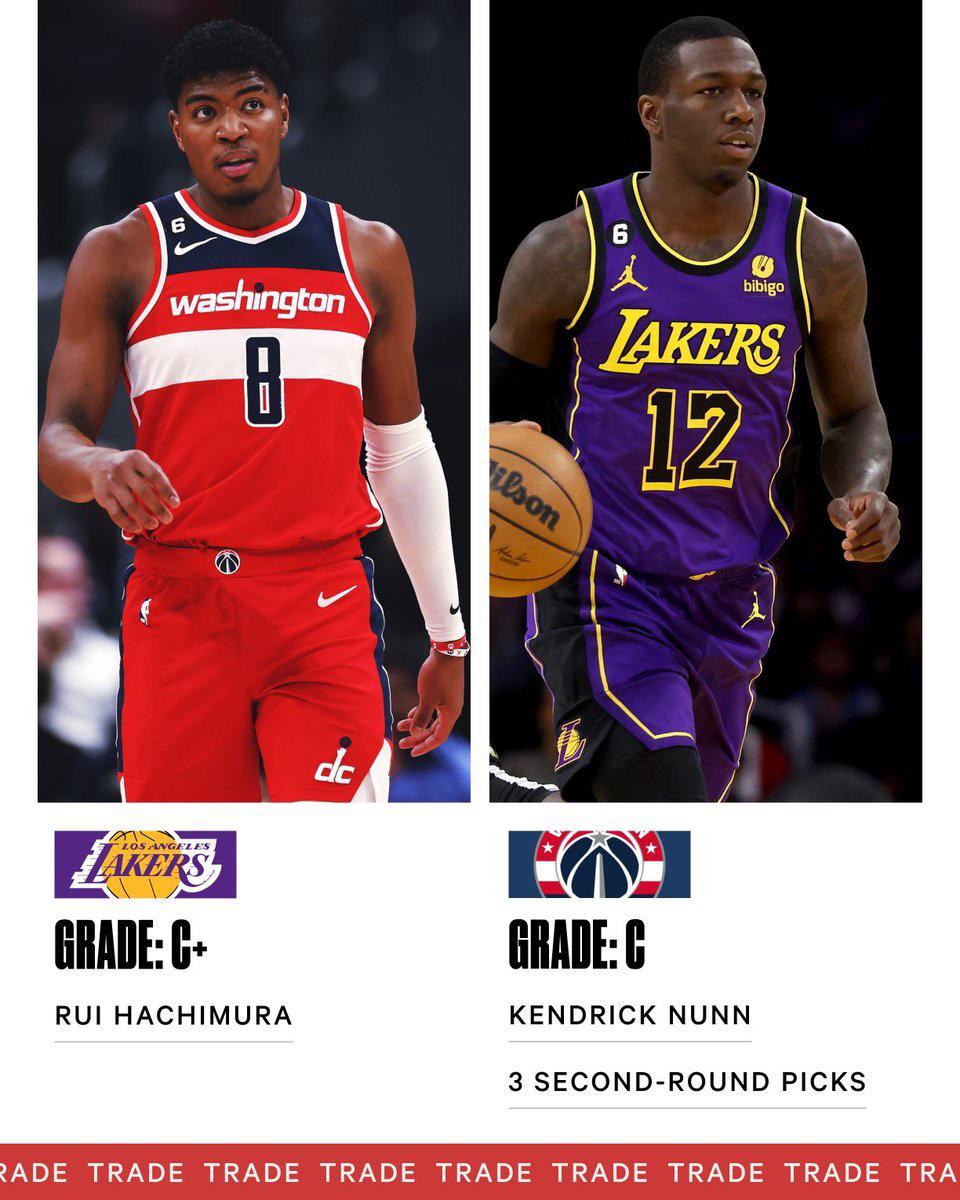 6
washington
8
dc
6
bibigo
LAKERS
12
Wilson
L
LOS ANGELES
LAKERS
GRADE: C+
RUI HACHIMURA
GRADE: C
KENDRICK NUNN
3 SECOND-ROUND PICKS
RADE TRADE TRADE TRADE TRADE TRADE TRADE TRADE TRA